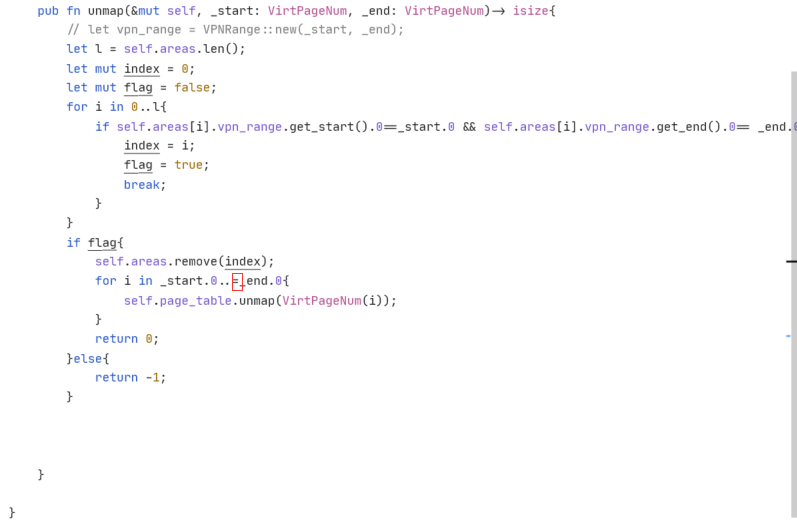 pub fn unmap(&mut self, _start: VirtPageNum, _end: VirtPageNum)-> isize{
// let vpn_range = VPNRange::new(_start, _end);
let l = self.areas.len();
let mut index = 0;
let mut flag = false;
for i in 0..l{
if self.areas[i].vpn_range.get_start().0==_start.0 && self.areas[i].vpn_range.get_end().0== _end.0
index = i;
flag = true;
break;
}
}
if flag{
self.areas.remove(index);
for i in _start.0..=_end.0{
self.page_table.unmap(VirtPageNum(i));
}
return 0;
}else{
return -1;
}
}
}